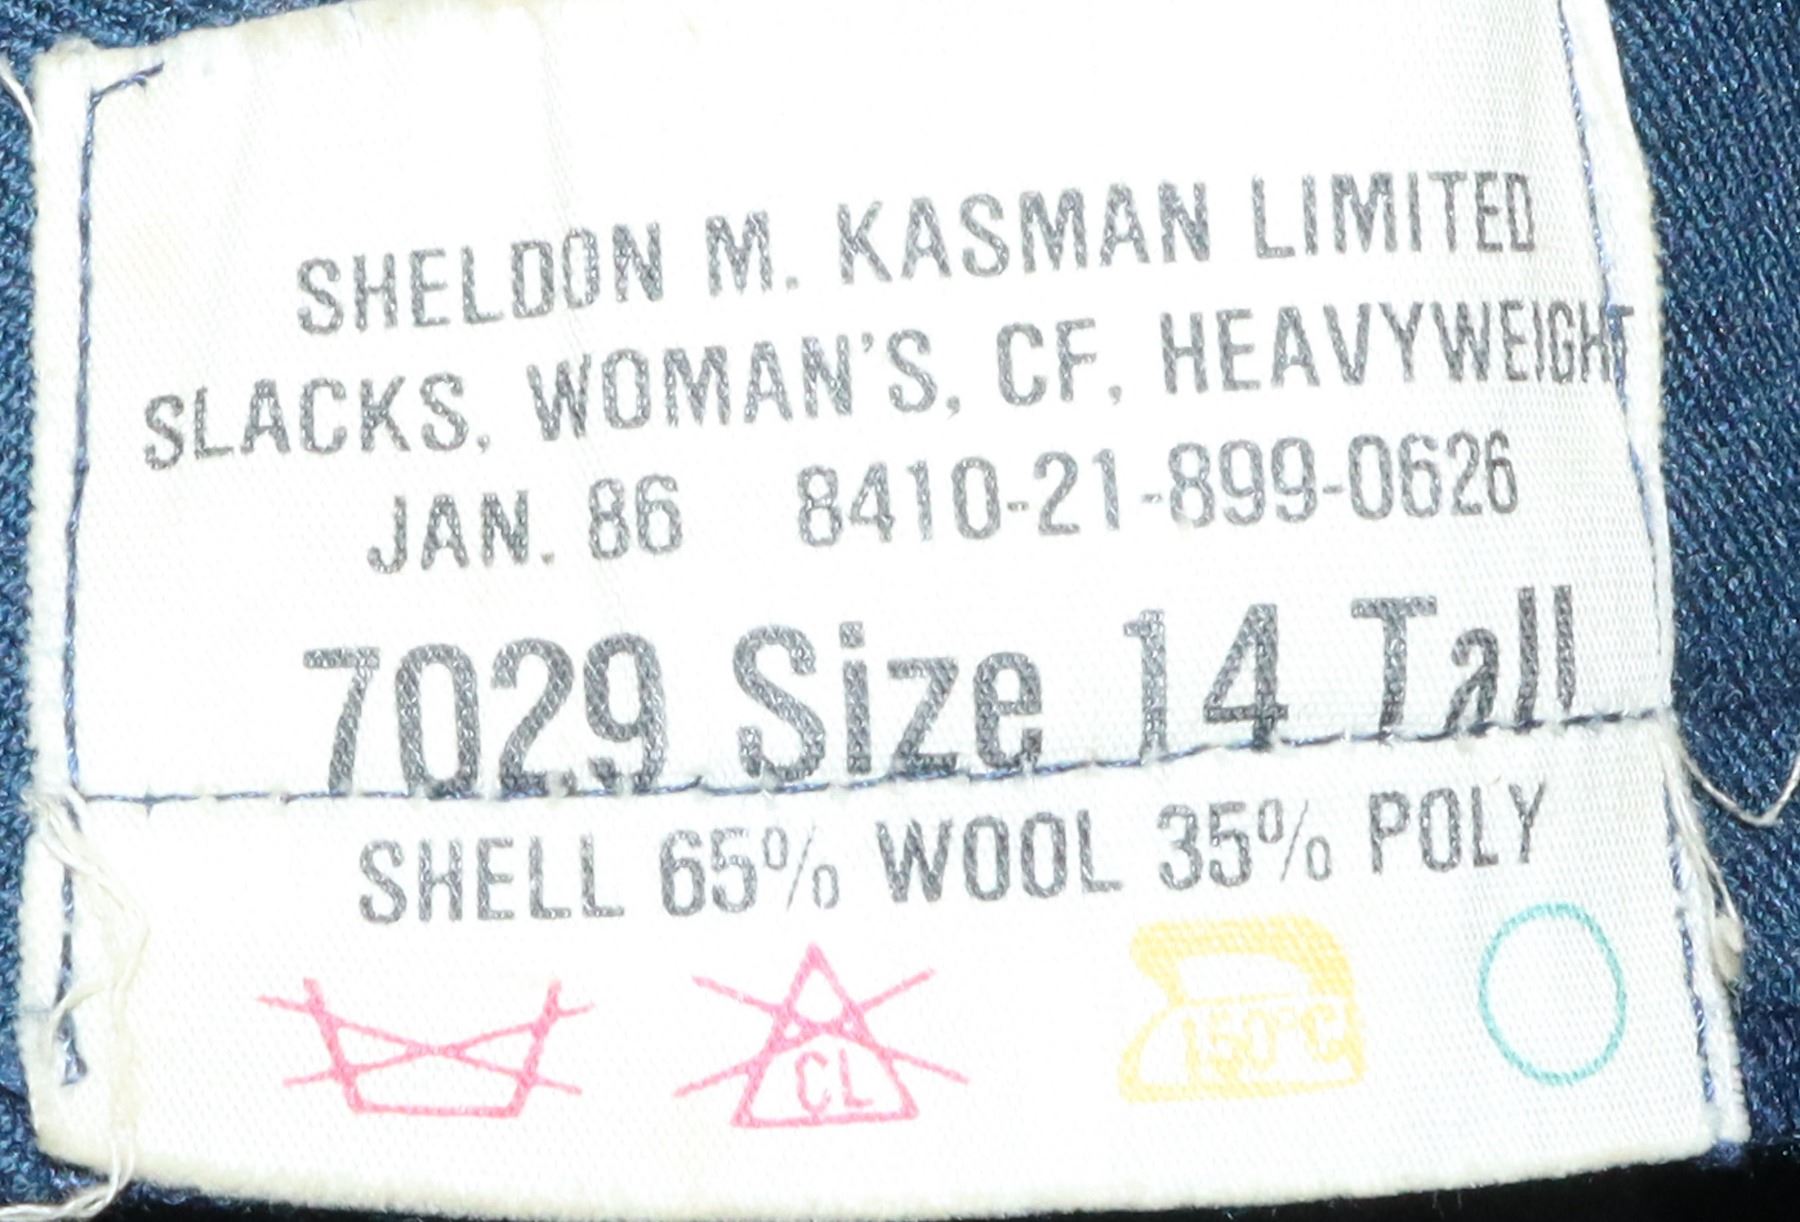 SHELDON M. KASMAN LIMITED
SLACKS, WOMAN'S, CF, HEAVYWEIGHT
JAN. 86 8410-21-899-0626
7029 Size 14 Tall
SHELL 65% WOOL 35% POLY
CL 150°C